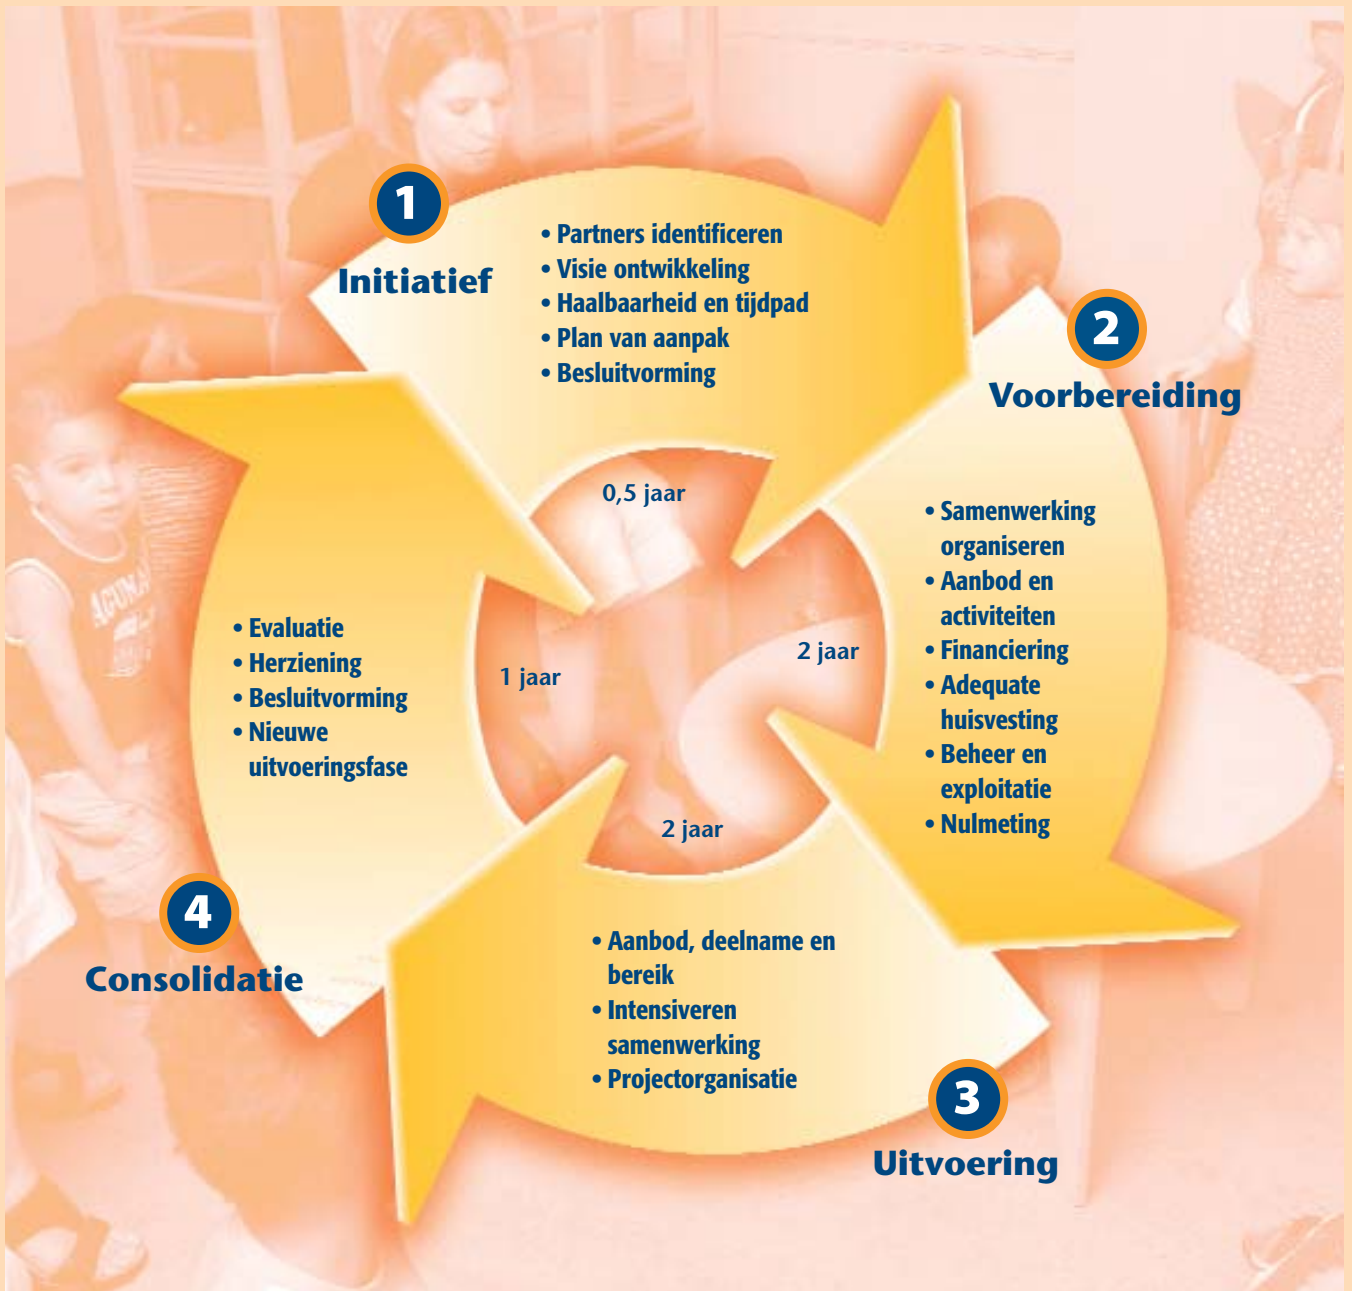 1
Initiatief
• Partners identificeren
• Visie ontwikkeling
• Haalbaarheid en tijdpad
• Plan van aanpak
• Besluitvorming
0,5 jaar
2
Voorbereiding
• Samenwerking
organiseren
• Aanbod en
activiteiten
• Financiering
• Adequate
huisvesting
• Beheer en
exploitatie
• Nulmeting
2 jaar
3
Uitvoering
• Aanbod, deelname en
bereik
• Intensiveren
samenwerking
• Projectorganisatie
2 jaar
4
Consolidatie
• Evaluatie
• Herziening
• Besluitvorming
• Nieuwe
uitvoeringsfase
1 jaar